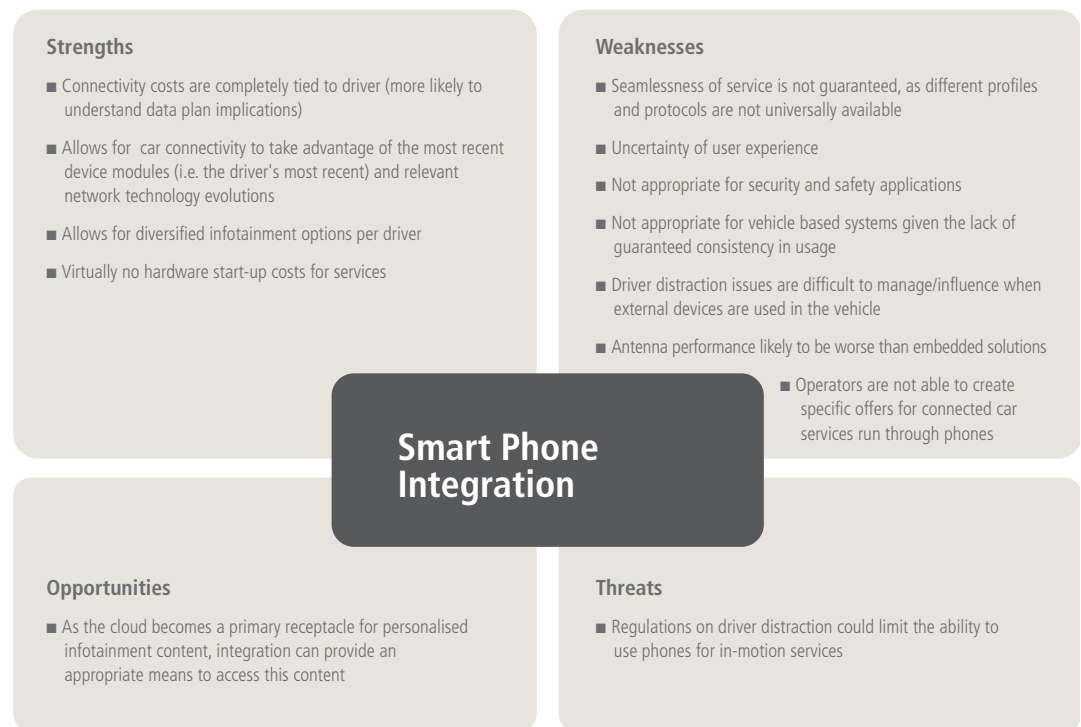 Strengths
■ Connectivity costs are completely tied to driver (more likely to
understand data plan implications)
■ Allows for  car connectivity to take advantage of the most recent
device modules (i.e. the driver's most recent) and relevant
network technology evolutions
■ Allows for diversified infotainment options per driver
■ Virtually no hardware start-up costs for services
Weaknesses
■ Seamlessness of service is not guaranteed, as different profiles
and protocols are not universally available
■ Uncertainty of user experience
■ Not appropriate for security and safety applications
■ Not appropriate for vehicle based systems given the lack of
guaranteed consistency in usage
■ Driver distraction issues are difficult to manage/influence when
external devices are used in the vehicle
■ Antenna performance likely to be worse than embedded solutions
■ Operators are not able to create
specific offers for connected car
services run through phones
Smart Phone
Integration
Opportunities
■ As the cloud becomes a primary receptacle for personalised
infotainment content, integration can provide an
appropriate means to access this content
Threats
■ Regulations on driver distraction could limit the ability to
use phones for in-motion services